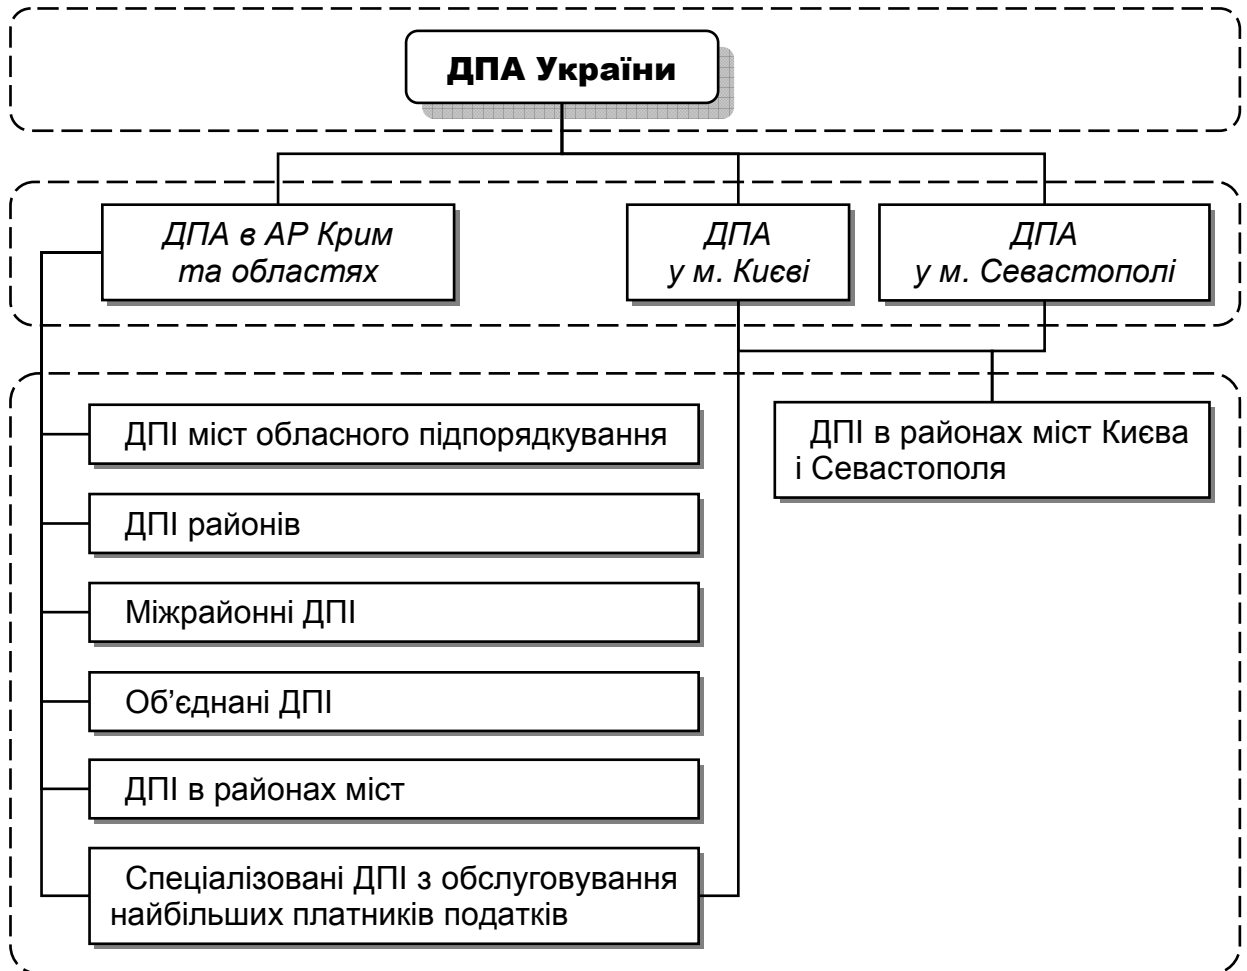 ДПА України
ДПА в АР Крим
та областях
ДПА
у м. Києві
ДПА
у м. Севастополі
ДПІ міст обласного підпорядкування
ДПІ районів
Міжрайонні ДПІ
Об’єднані ДПІ
ДПІ в районах міст
Спеціалізовані ДПІ з обслуговування
найбільших платників податків
ДПІ в районах міст Києва
і Севастополя